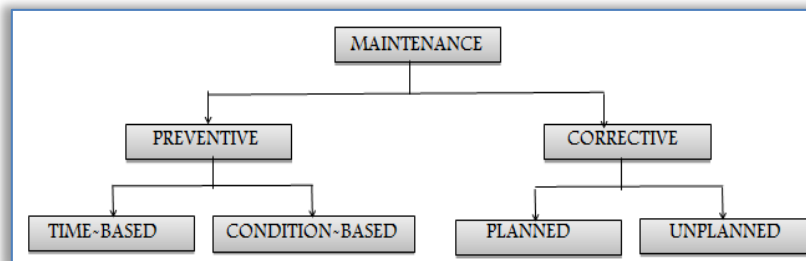 MAINTENANCE
PREVENTIVE
CORRECTIVE
TIME-BASED
CONDITION-BASED
PLANNED
UNPLANNED